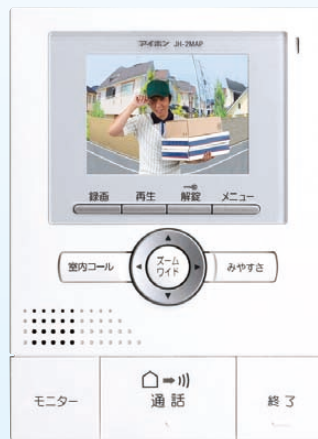 アイホン JH-2MAP
録画 再生 解錠 メニュー
室内コール ズーム みやすさ
ワイド
モニター 通話 終了